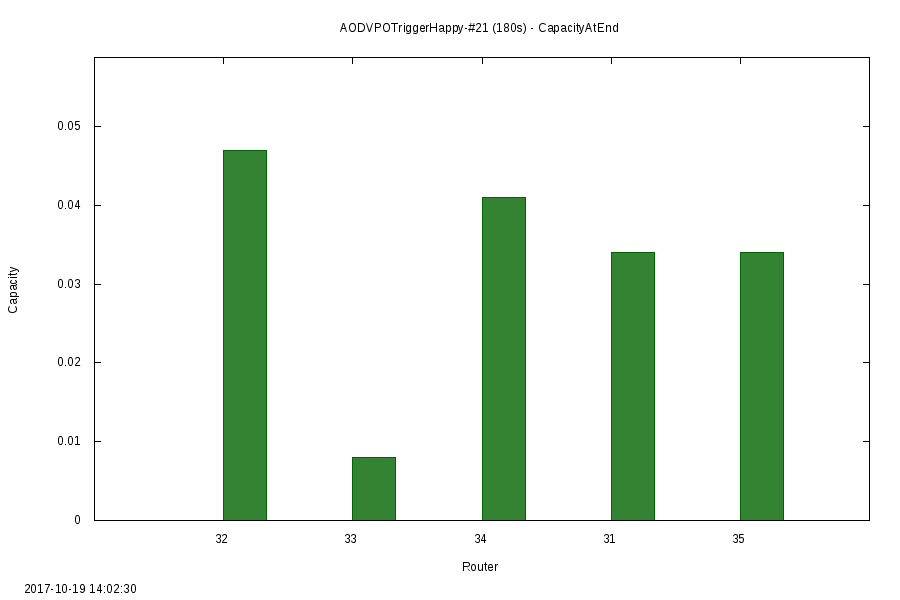 AODVPOTriggerHappy-#21 (180s) - CapacityAtEnd
0.05
0.04
0.03
0.02
0.01
0
Capacity
32 33 34 31 35
Router
2017-10-19 14:02:30